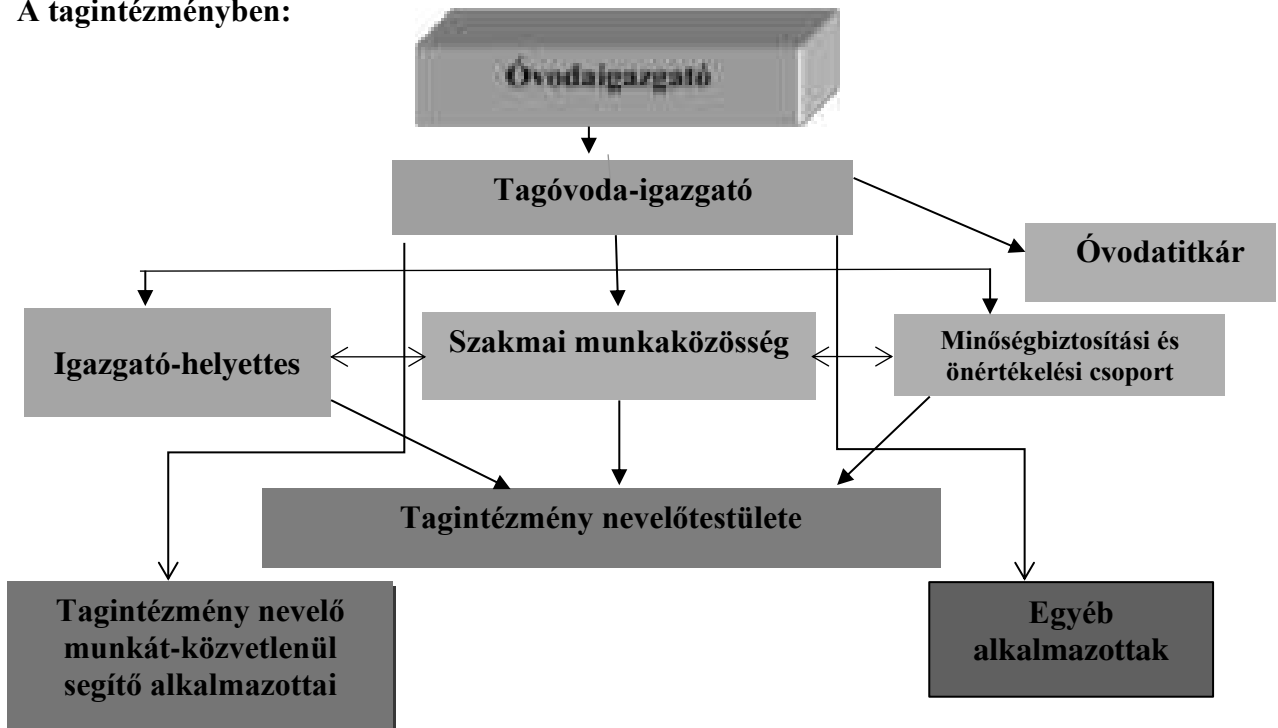 A tagintézményben:
Óvodaigazgató
Tagóvoda-igazgató
Óvodatitkár
Igazgató-helyettes
Szakmai munkaközösség
Minőségbiztosítási és
önértékelési csoport
Tagintézmény nevelőtestülete
Tagintézmény nevelő
munkát-közvetlenül
segítő alkalmazottai
Egyéb
alkalmazottak